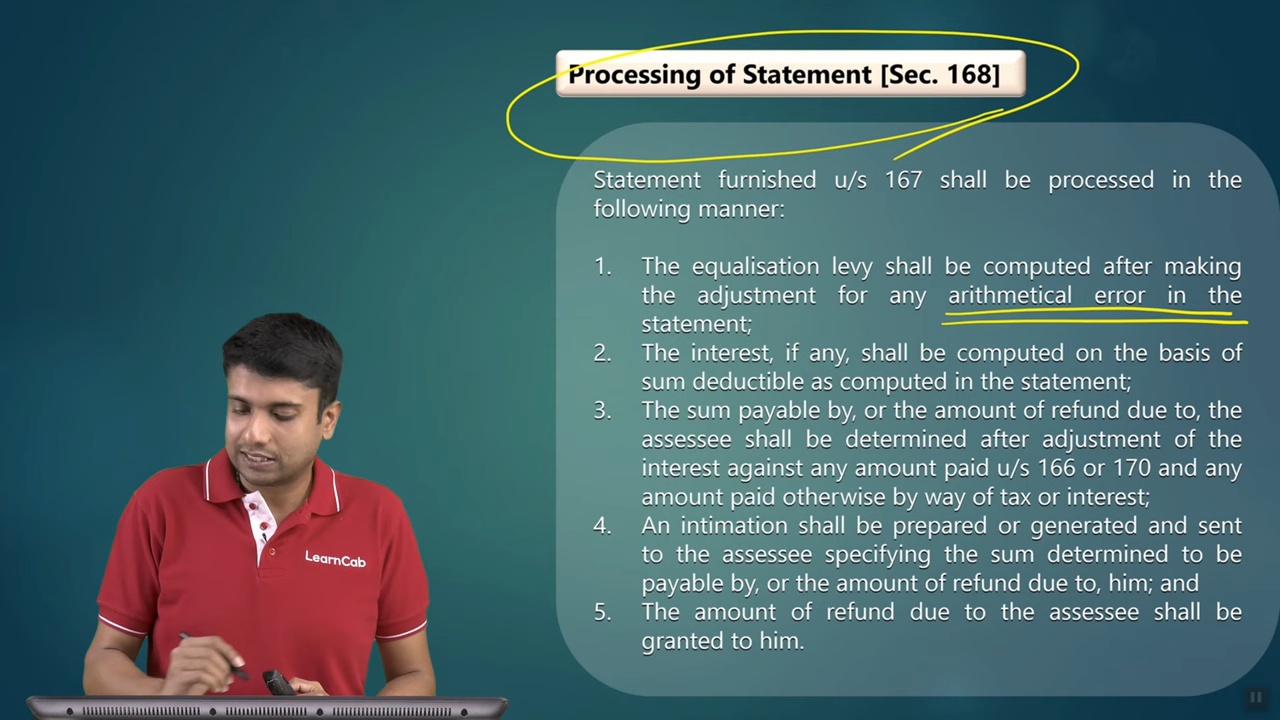 Processing of Statement [Sec. 168]
Statement furnished u/s 167 shall be processed in the
following manner:
1. The equalisation levy shall be computed after making
the adjustment for any arithmetical error in the
statement;
2. The interest, if any, shall be computed on the basis of
sum deductible as computed in the statement;
3. The sum payable by, or the amount of refund due to, the
assessee shall be determined after adjustment of the
interest against any amount paid u/s 166 or 170 and any
amount paid otherwise by way of tax or interest;
4. An intimation shall be prepared or generated and sent
to the assessee specifying the sum determined to be
payable by, or the amount of refund due to, him; and
5. The amount of refund due to the assessee shall be
granted to him.
LearnCab